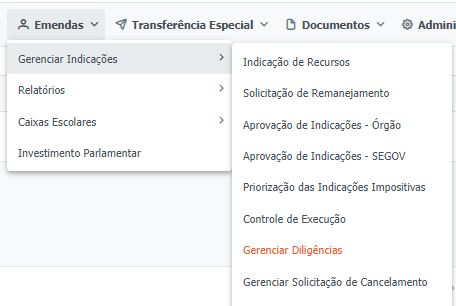 Emendas
Transferência Especial
Documentos
Gerenciar Indicações
Relatórios
Caixas Escolares
Investimento Parlamentar
Indicação de Recursos
Solicitação de Remanejamento
Aprovação de Indicações - Órgão
Aprovação de Indicações - SEGOV
Priorização das Indicações Impositivas
Controle de Execução
Gerenciar Diligências
Gerenciar Solicitação de Cancelamento